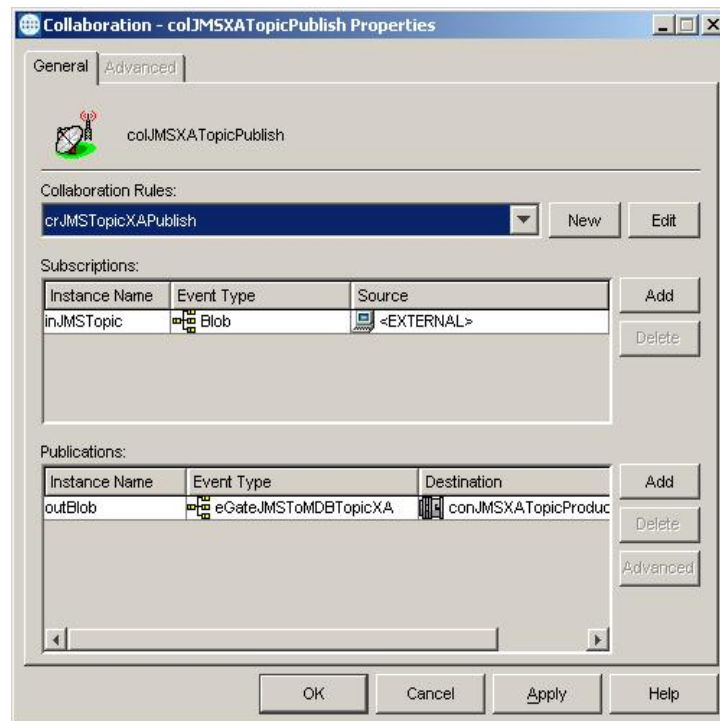 Collaboration - colJMSXATopicPublish Properties
General Advanced
colJMSXATopicPublish
Collaboration Rules:
crJMSTopicXAPublish New Edit
Subscriptions:
Instance Name Event Type Source Add
inJMSTopic Blob <EXTERNAL>
Delete
Publications:
Instance Name Event Type Destination Add
outBlob eGateJMSToMDBTopicXA conJMSXATopicProduc
Delete
Advanced
OK Cancel Apply Help